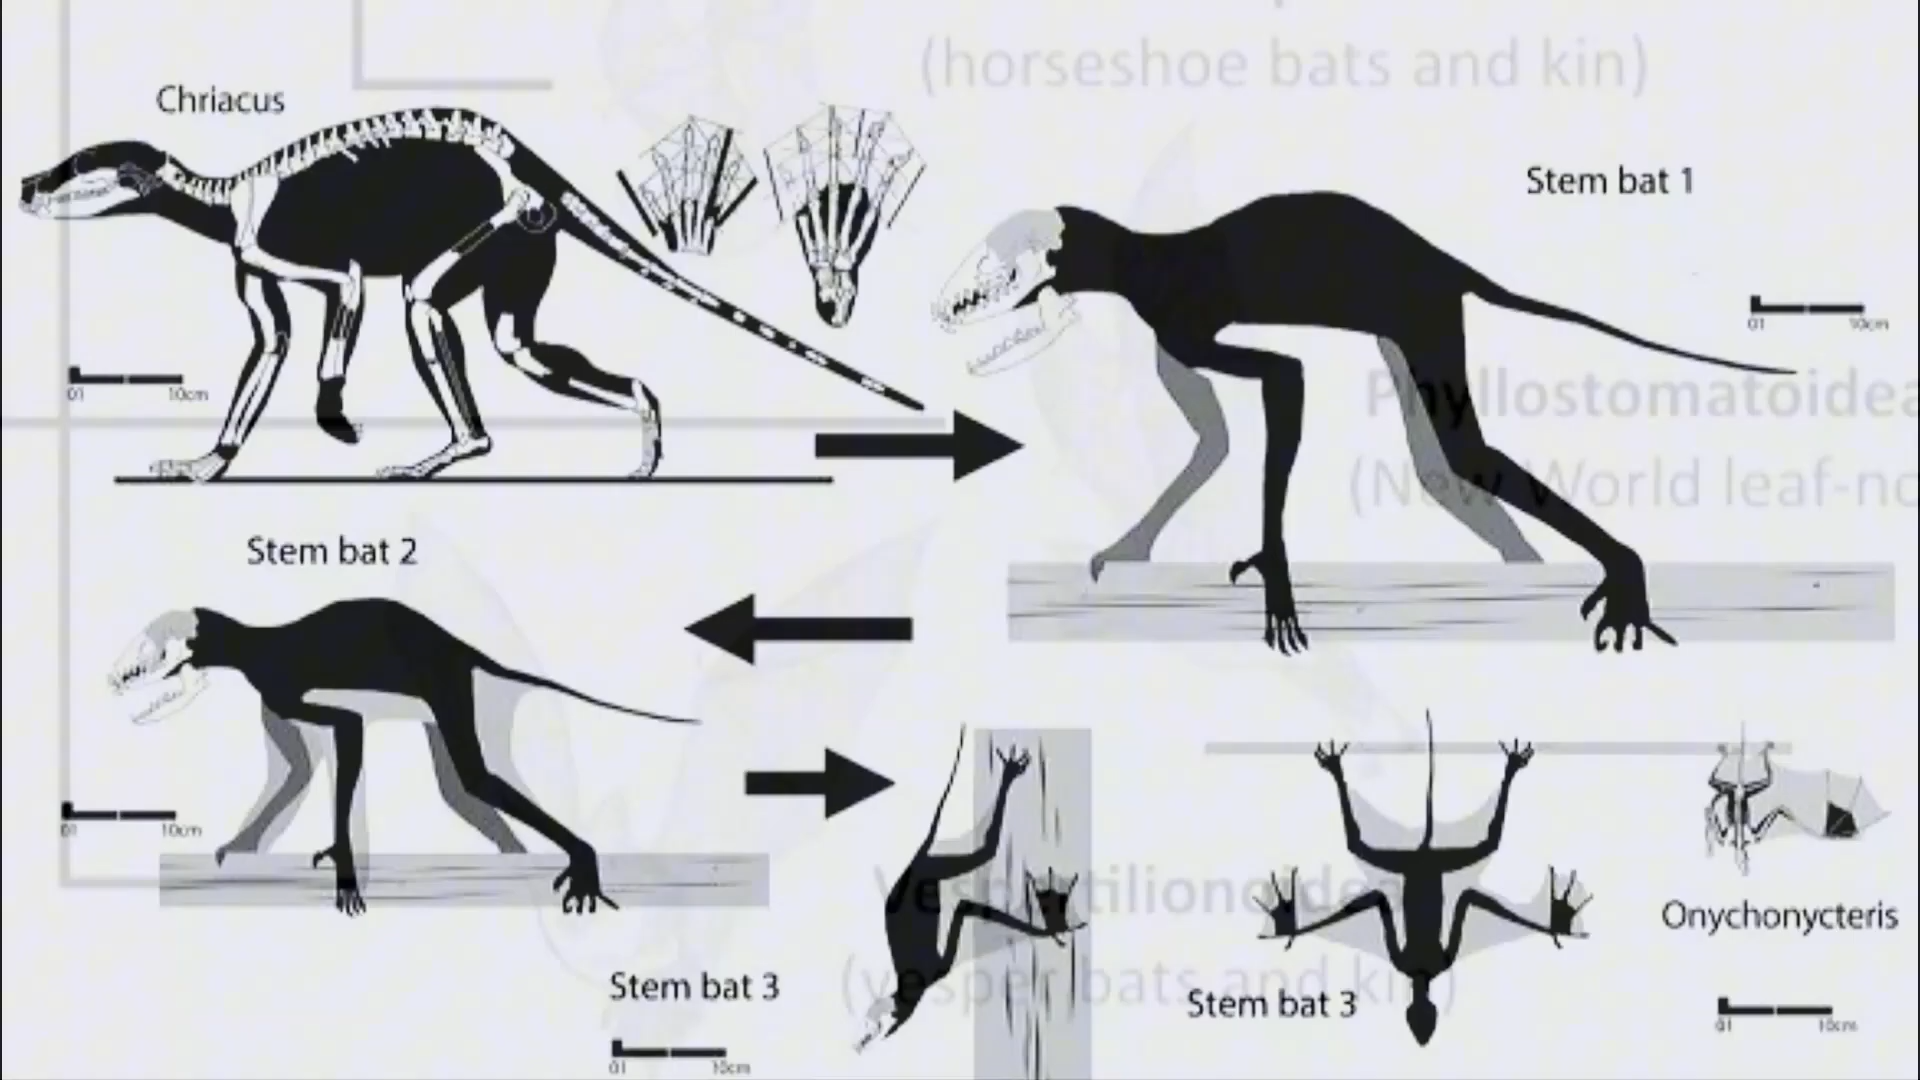 (horseshoe bats and kin)
Chriacus
Stem bat 1
01 10cm
01 10cm
Phyllostomatoidea
(New World leaf-no
Stem bat 2
01 10cm
Vespertilionoidea
Onychonycteris
(vesper bats and kin)
Stem bat 3
Stem bat 3
01 10cm
01 10cm